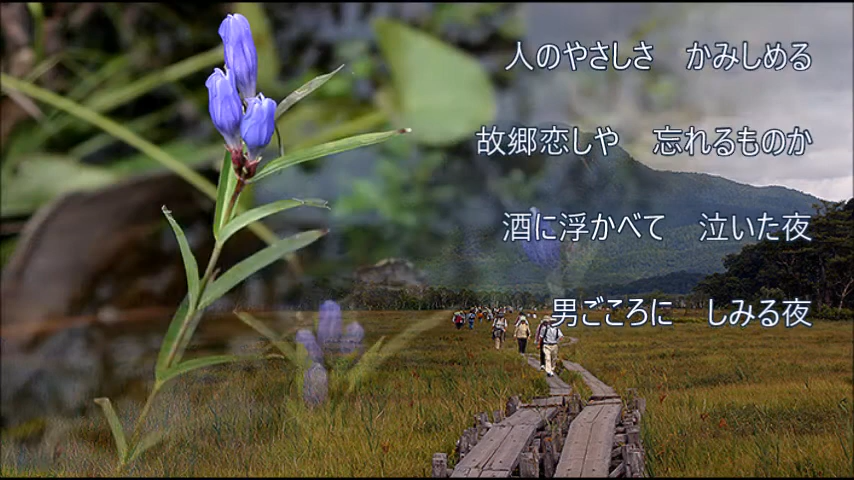 人のやさしさ　かみしめる
故郷恋しや　忘れるものか
酒に浮かべて　泣いた夜
男ごころに　しみる夜